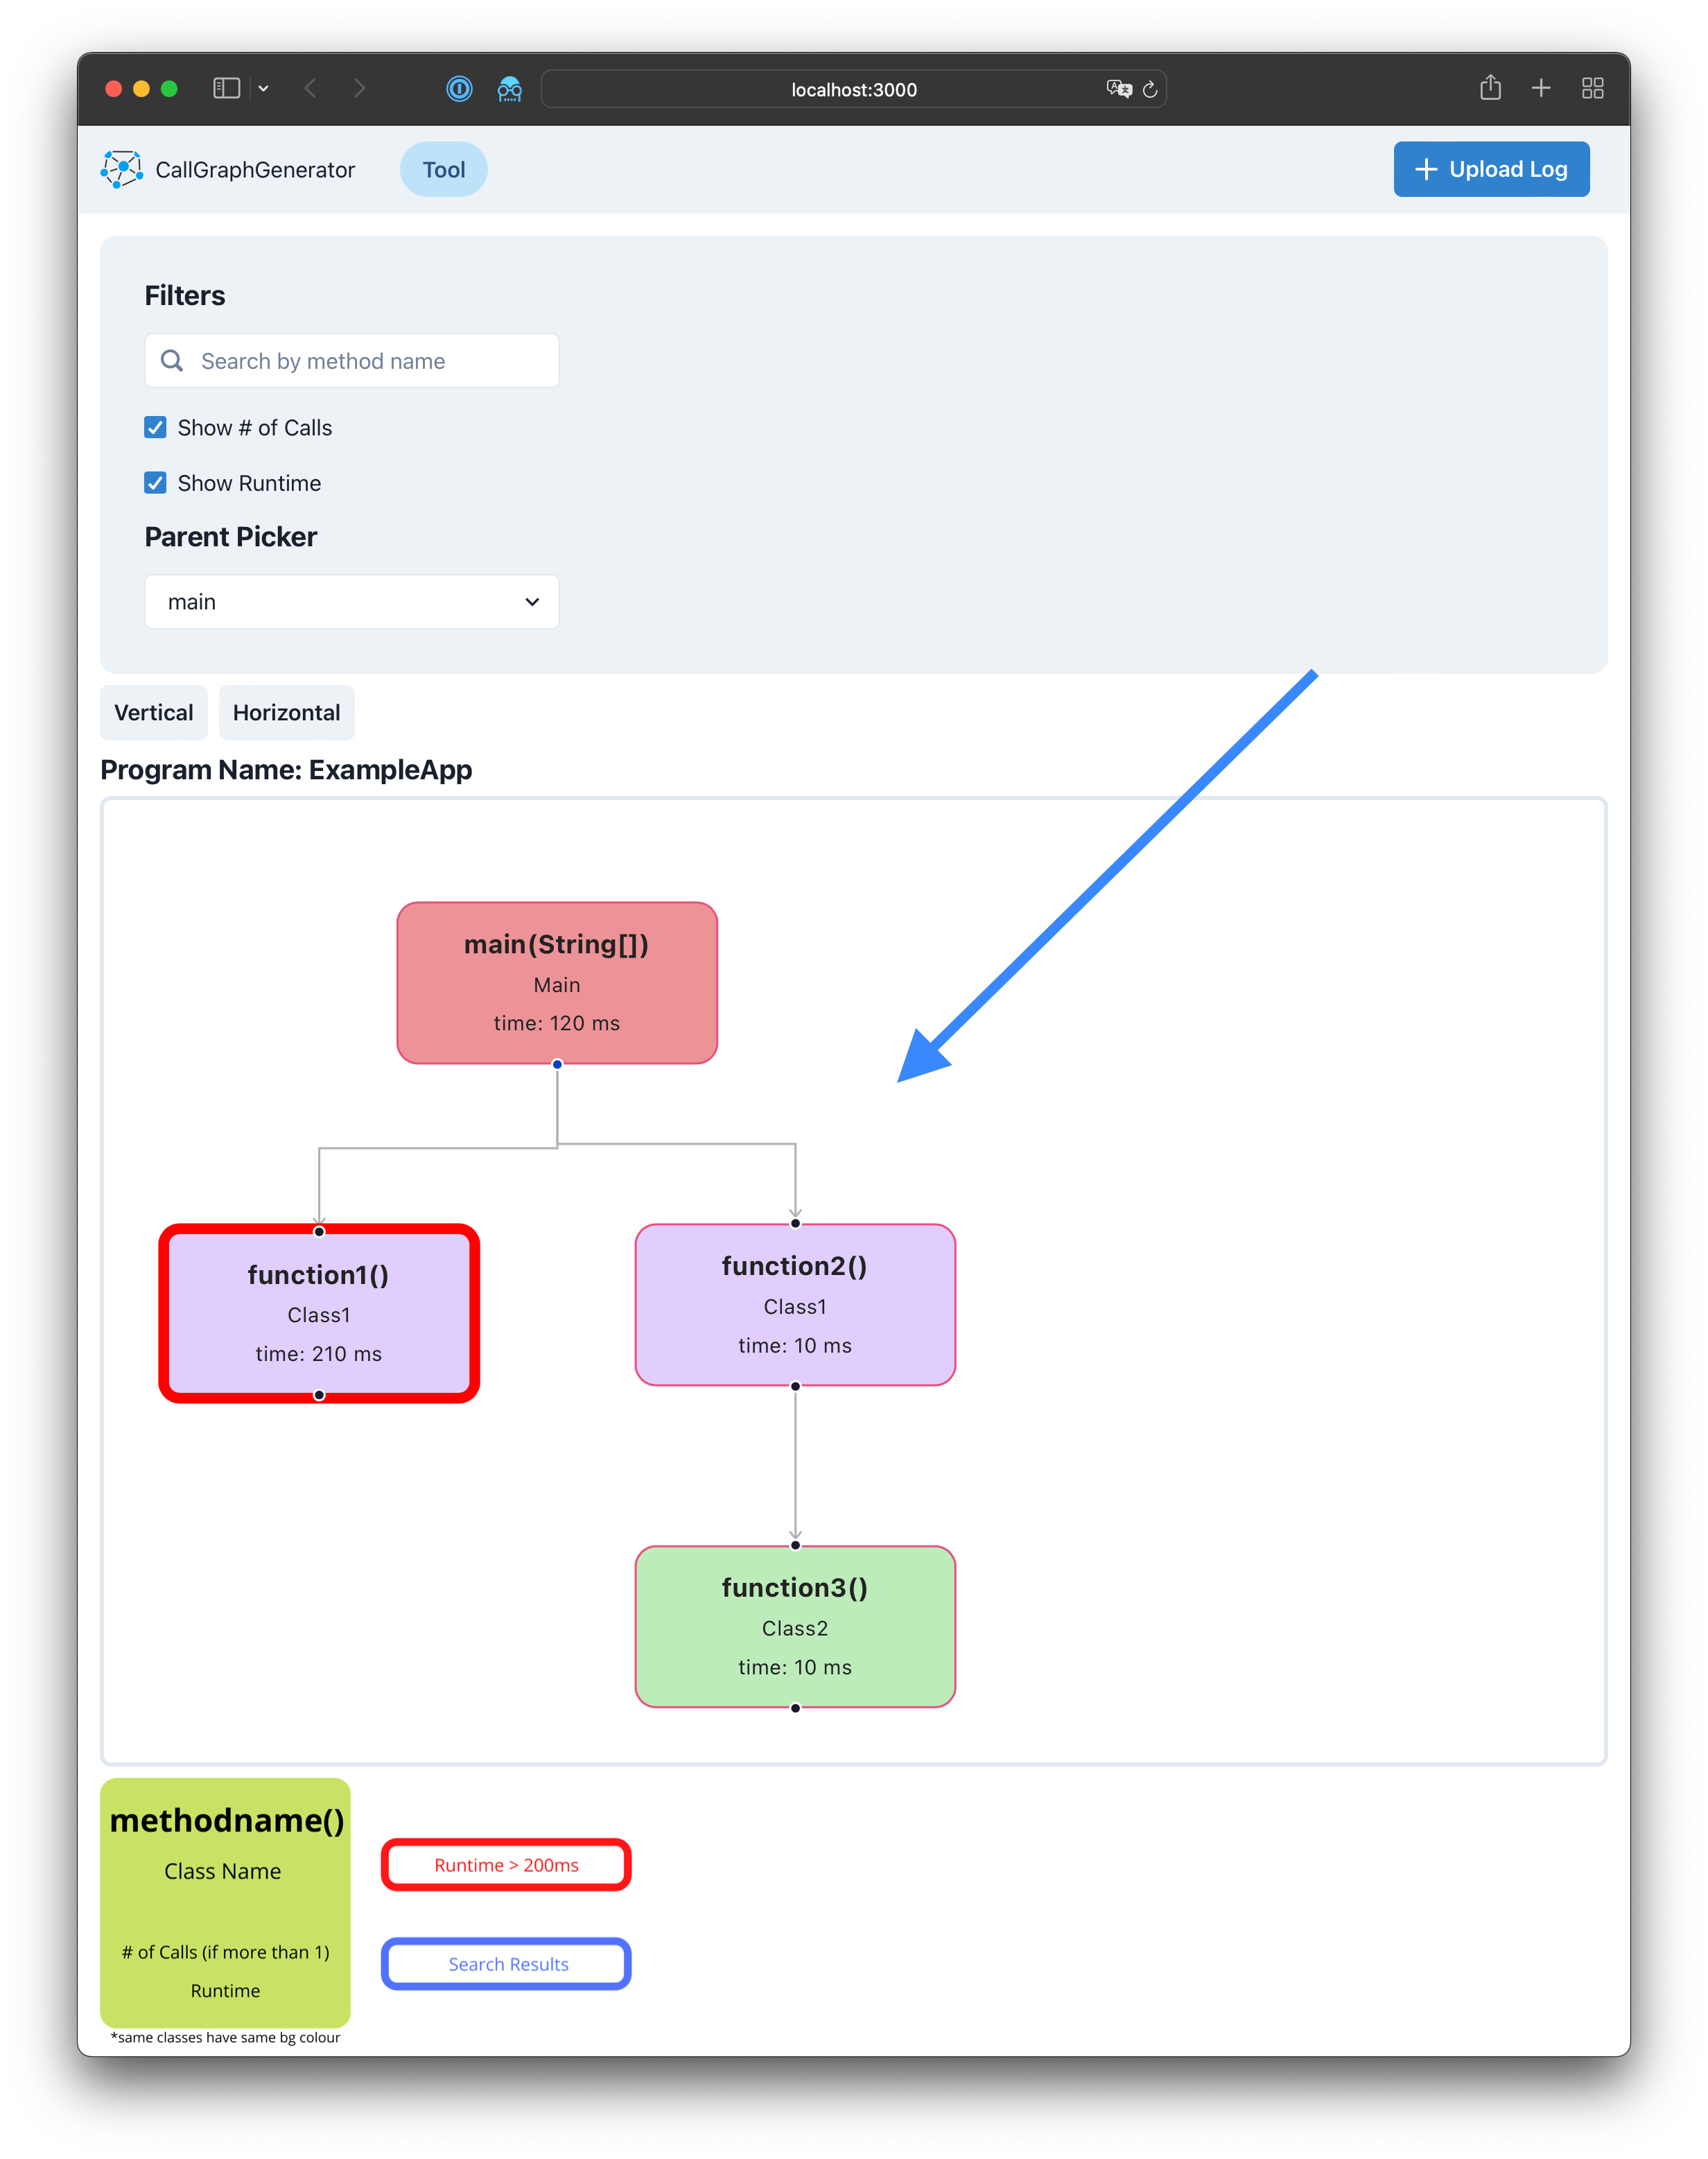 localhost:3000
CallGraphGenerator
Tool
Upload Log
Filters
Search by method name
Show # of Calls
Show Runtime
Parent Picker
main
Vertical
Horizontal
Program Name: ExampleApp
main(String[])
Main
time: 120 ms
function1()
Class1
time: 210 ms
function2()
Class1
time: 10 ms
function3()
Class2
time: 10 ms
methodname()
Class Name
# of Calls (if more than 1)
Runtime
*same classes have same bg colour
Runtime > 200ms
Search Results